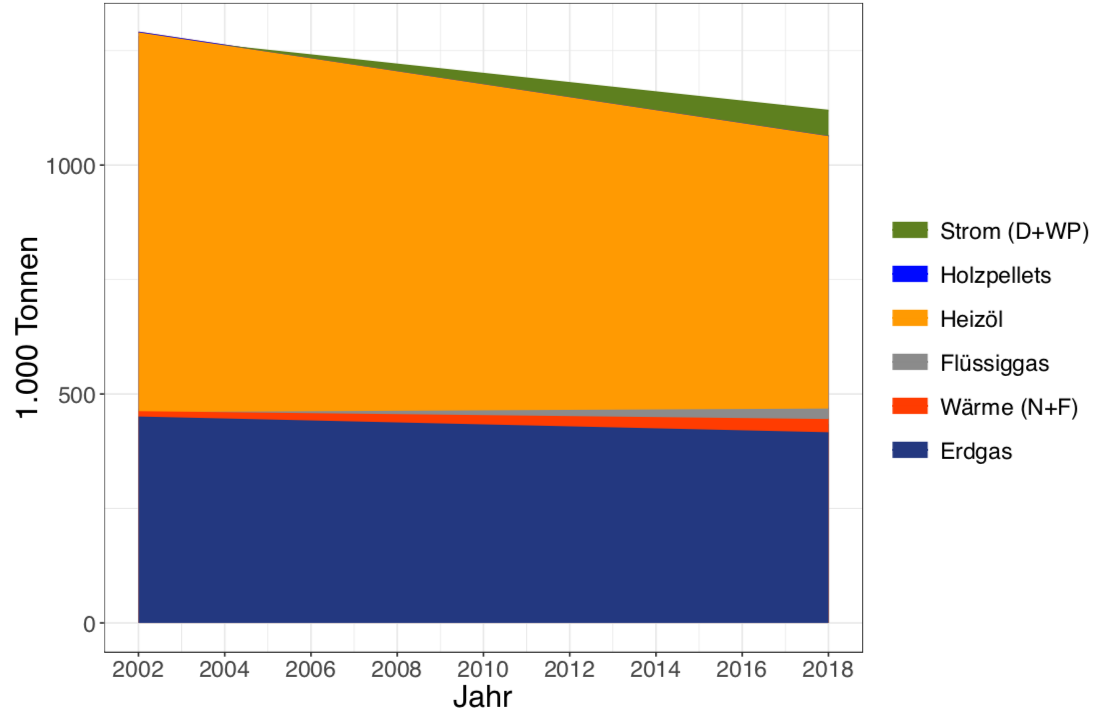 1.000 Tonnen
1000
500
0
2002 2004 2006 2008 2010 2012 2014 2016 2018
Jahr
Strom (D+WP)
Holzpellets
Heizöl
Flüssiggas
Wärme (N+F)
Erdgas